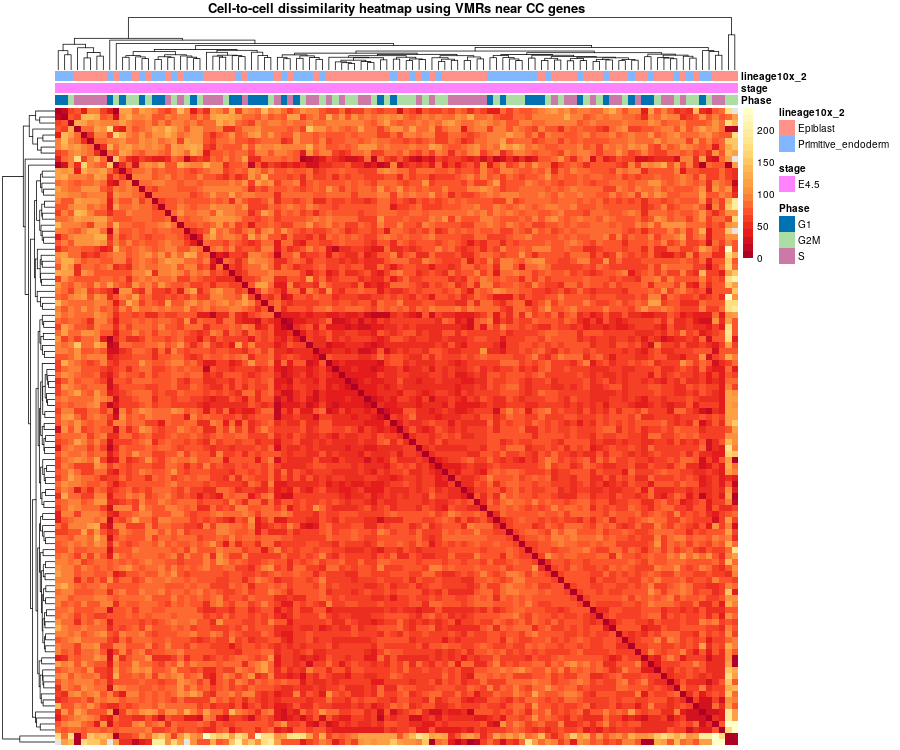 Cell-to-cell dissimilarity heatmap using VMRs near CC genes
lineage10x_2
stage
Phase
200
150
100
50
0
lineage10x_2
Epiblast
Primitive_endoderm
stage
E4.5
Phase
G1
G2M
S